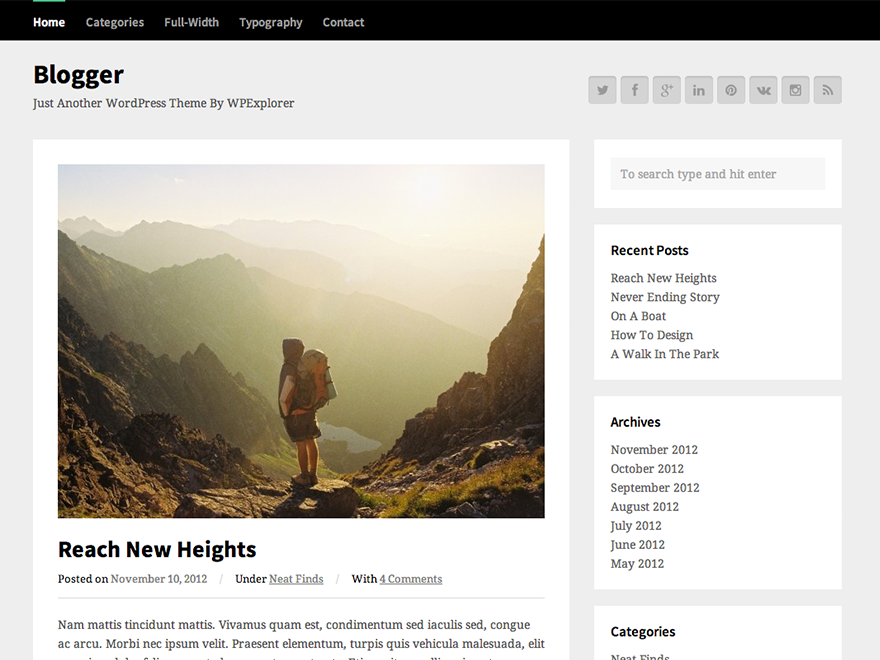 Home Categories Full-Width Typography Contact
Blogger
Just Another WordPress Theme By WPExplorer
To search type and hit enter
Reach New Heights
Posted on November 10, 2012 / Under Neat Finds / With 4 Comments
Nam mattis tincidunt mattis. Vivamus quam est, condimentum sed iaculis sed, congue
ac arcu. Morbi nec ipsum velit. Praesent elementum, turpis quis vehicula malesuada, elit
Recent Posts
Reach New Heights
Never Ending Story
On A Boat
How To Design
A Walk In The Park
Archives
November 2012
October 2012
September 2012
August 2012
July 2012
June 2012
May 2012
Categories
Neat Finds